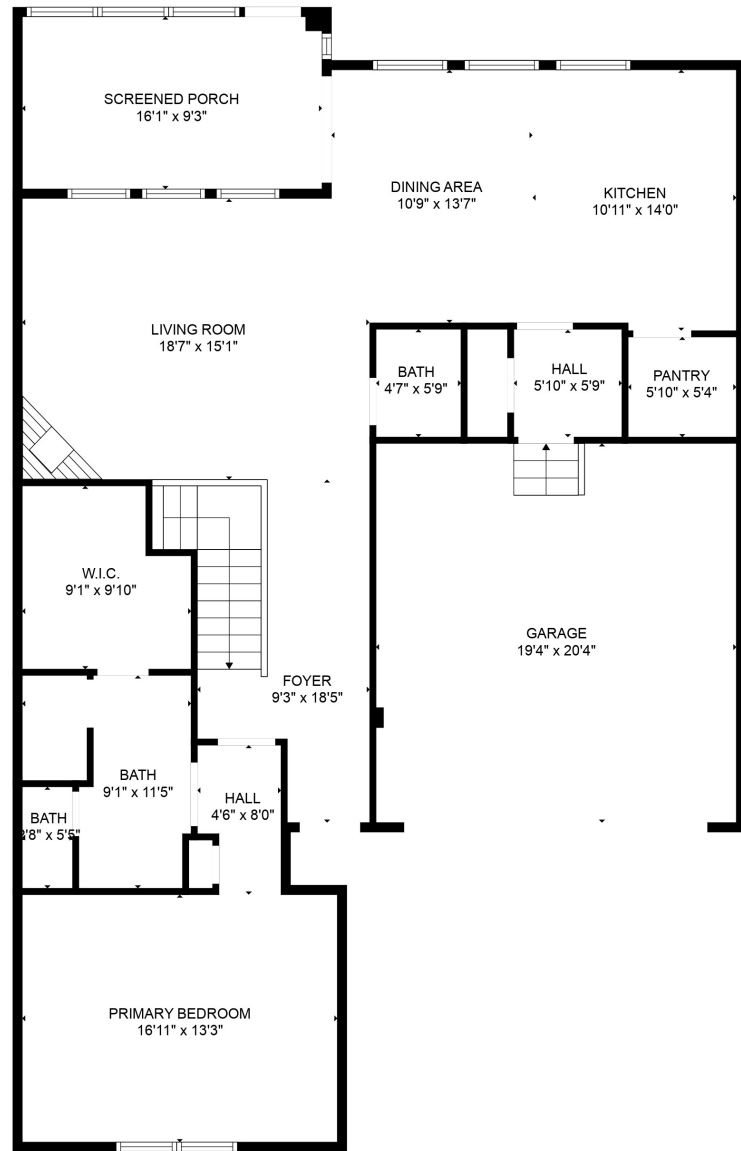 SCREENED PORCH
16'1" x 9'3"
DINING AREA
10'9" x 13'7"
KITCHEN
10'11" x 14'0"
LIVING ROOM
18'7" x 15'1"
BATH
4'7" x 5'9"
HALL
5'10" x 5'9"
PANTRY
5'10" x 5'4"
W.I.C.
9'1" x 9'10"
GARAGE
19'4" x 20'4"
FOYER
9'3" x 18'5"
BATH
9'1" x 11'5"
HALL
4'6" x 8'0"
BATH
x 5'5"
PRIMARY BEDROOM
16'11" x 13'3"